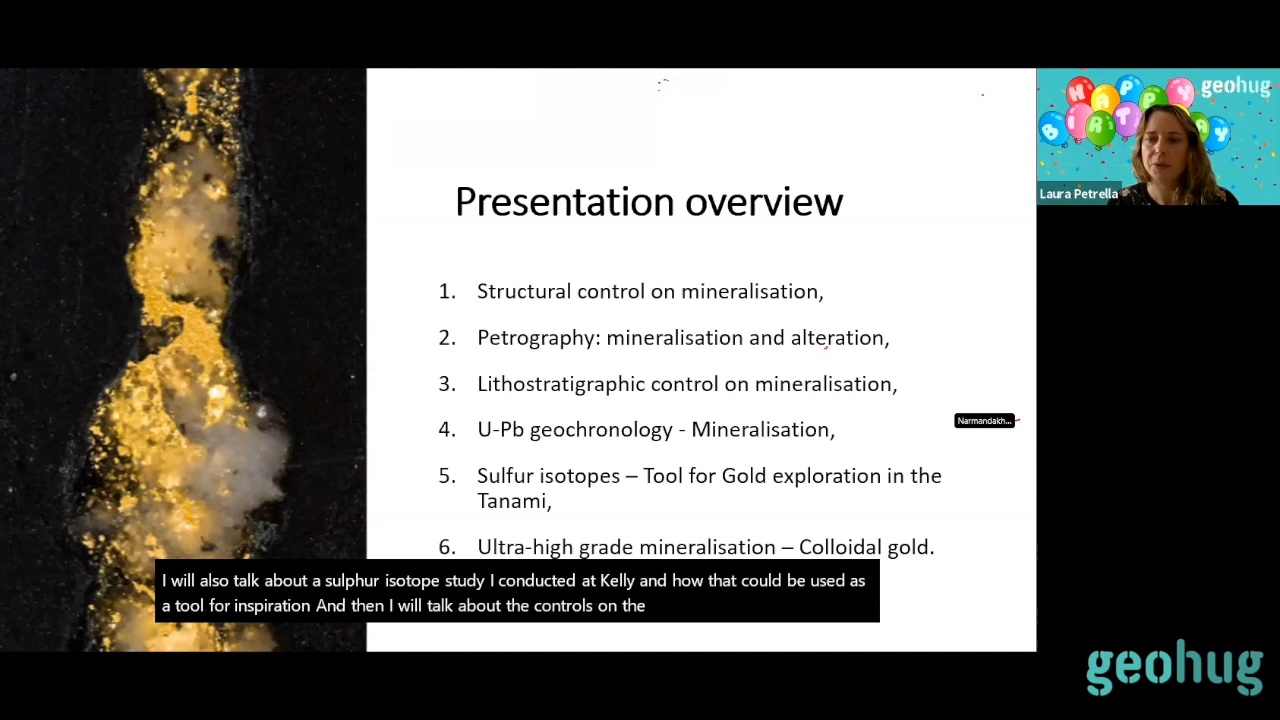 geohug
HAPPY
BIRTHDAY
Laura Petrella
Presentation overview
1. Structural control on mineralisation,
2. Petrography: mineralisation and alteration,
3. Lithostratigraphic control on mineralisation,
4. U-Pb geochronology - Mineralisation,
Narmandakh...
5. Sulfur isotopes – Tool for Gold exploration in the
Tanami,
6. Ultra-high grade mineralisation – Colloidal gold.
I will also talk about a sulphur isotope study I conducted at Kelly and how that could be used as
a tool for inspiration And then I will talk about the controls on the
geohug